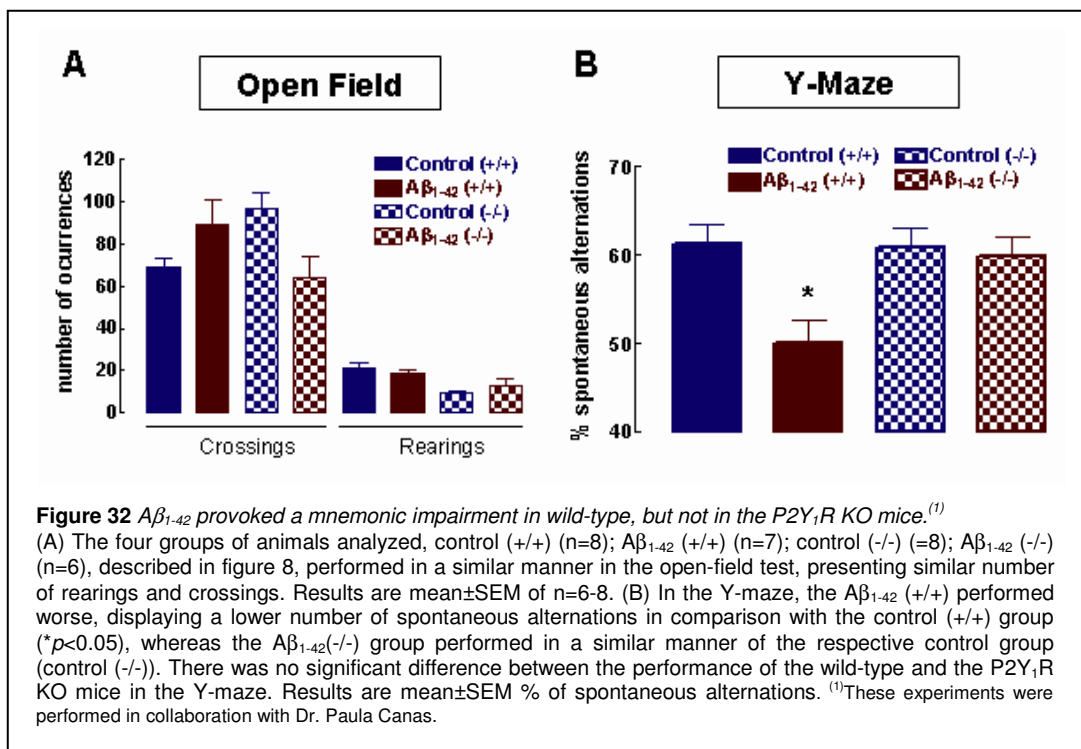 A
Open Field
number of ocurrences
120
100
80
60
40
20
0
Control (+/+)
Aβ1-42 (+/+)
Control (-/-)
Aβ1-42 (-/-)
Crossings
Rearings
B
Y-Maze
% spontaneous alternations
70
60
50
40
Control (+/+)
Control (-/-)
Aβ1-42 (+/+)
Aβ1-42 (-/-)
*
Figure 32 Aβ1-42 provoked a mnemonic impairment in wild-type, but not in the P2Y1R KO mice.(1)
(A) The four groups of animals analyzed, control (+/+) (n=8); Aβ1-42 (+/+) (n=7); control (-/-) (=8); Aβ1-42 (-/-)
(n=6), described in figure 8, performed in a similar manner in the open-field test, presenting similar number
of rearings and crossings. Results are mean±SEM of n=6-8. (B) In the Y-maze, the Aβ1-42 (+/+) performed
worse, displaying a lower number of spontaneous alternations in comparison with the control (+/+) group
(*p<0.05), whereas the Aβ1-42(-/-) group performed in a similar manner of the respective control group
(control (-/-)). There was no significant difference between the performance of the wild-type and the P2Y1R
KO mice in the Y-maze. Results are mean±SEM % of spontaneous alternations. (1)These experiments were
performed in collaboration with Dr. Paula Canas.